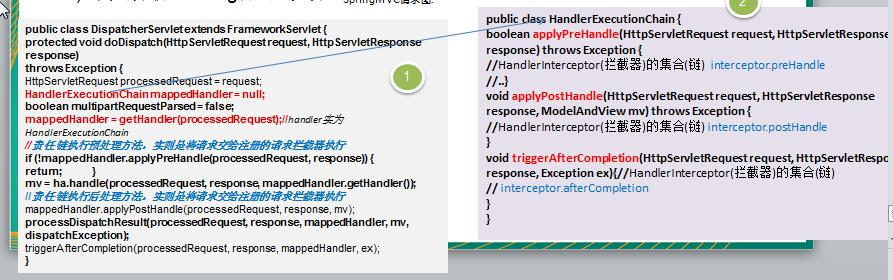 SpringMVC请求图:
public class DispatcherServlet extends FrameworkServlet {
protected void doDispatch(HttpServletRequest request, HttpServletResponse
response)
throws Exception {
HttpServletRequest processedRequest = request;
HandlerExecutionChain mappedHandler = null;
boolean multipartRequestParsed = false;
mappedHandler = getHandler(processedRequest);//handler实为
HandlerExecutionChain
//责任链执行预处理方法，实则是将请求交给注册的请求拦截器执行
if (!mappedHandler.applyPreHandle(processedRequest, response)) {
return; }
mv = ha.handle(processedRequest, response, mappedHandler.getHandler());
//责任链执行后处理方法，实则是将请求交给注册的请求拦截器执行
mappedHandler.applyPostHandle(processedRequest, response, mv);
processDispatchResult(processedRequest, response, mappedHandler, mv,
dispatchException);
triggerAfterCompletion(processedRequest, response, mappedHandler, ex);
}
1
2
public class HandlerExecutionChain {
boolean applyPreHandle(HttpServletRequest request, HttpServletResponse
response) throws Exception {
//HandlerInterceptor(拦截器)的集合(链) interceptor.preHandle
//..}
void applyPostHandle(HttpServletRequest request, HttpServletResponse
response, ModelAndView mv) throws Exception {
//HandlerInterceptor(拦截器)的集合(链) interceptor.postHandle
}
void triggerAfterCompletion(HttpServletRequest request, HttpServletRespo
response, Exception ex){//HandlerInterceptor(拦截器)的集合(链)
// interceptor.afterCompletion
}
}